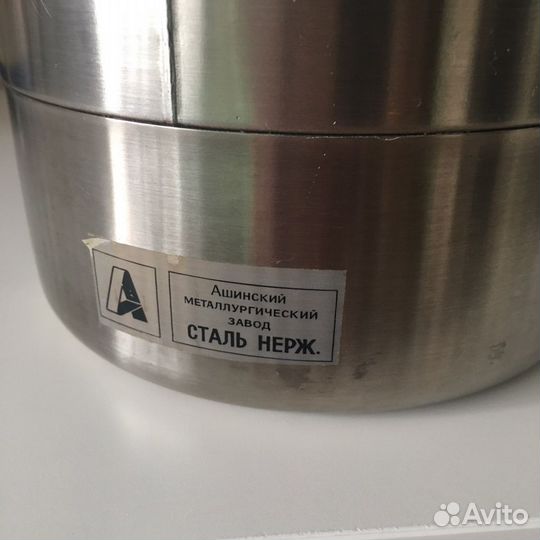 А
Ашинский
МЕТАЛЛУРГИЧЕСКИЙ
ЗАВОД
СТАЛЬ НЕРЖ.
Avito